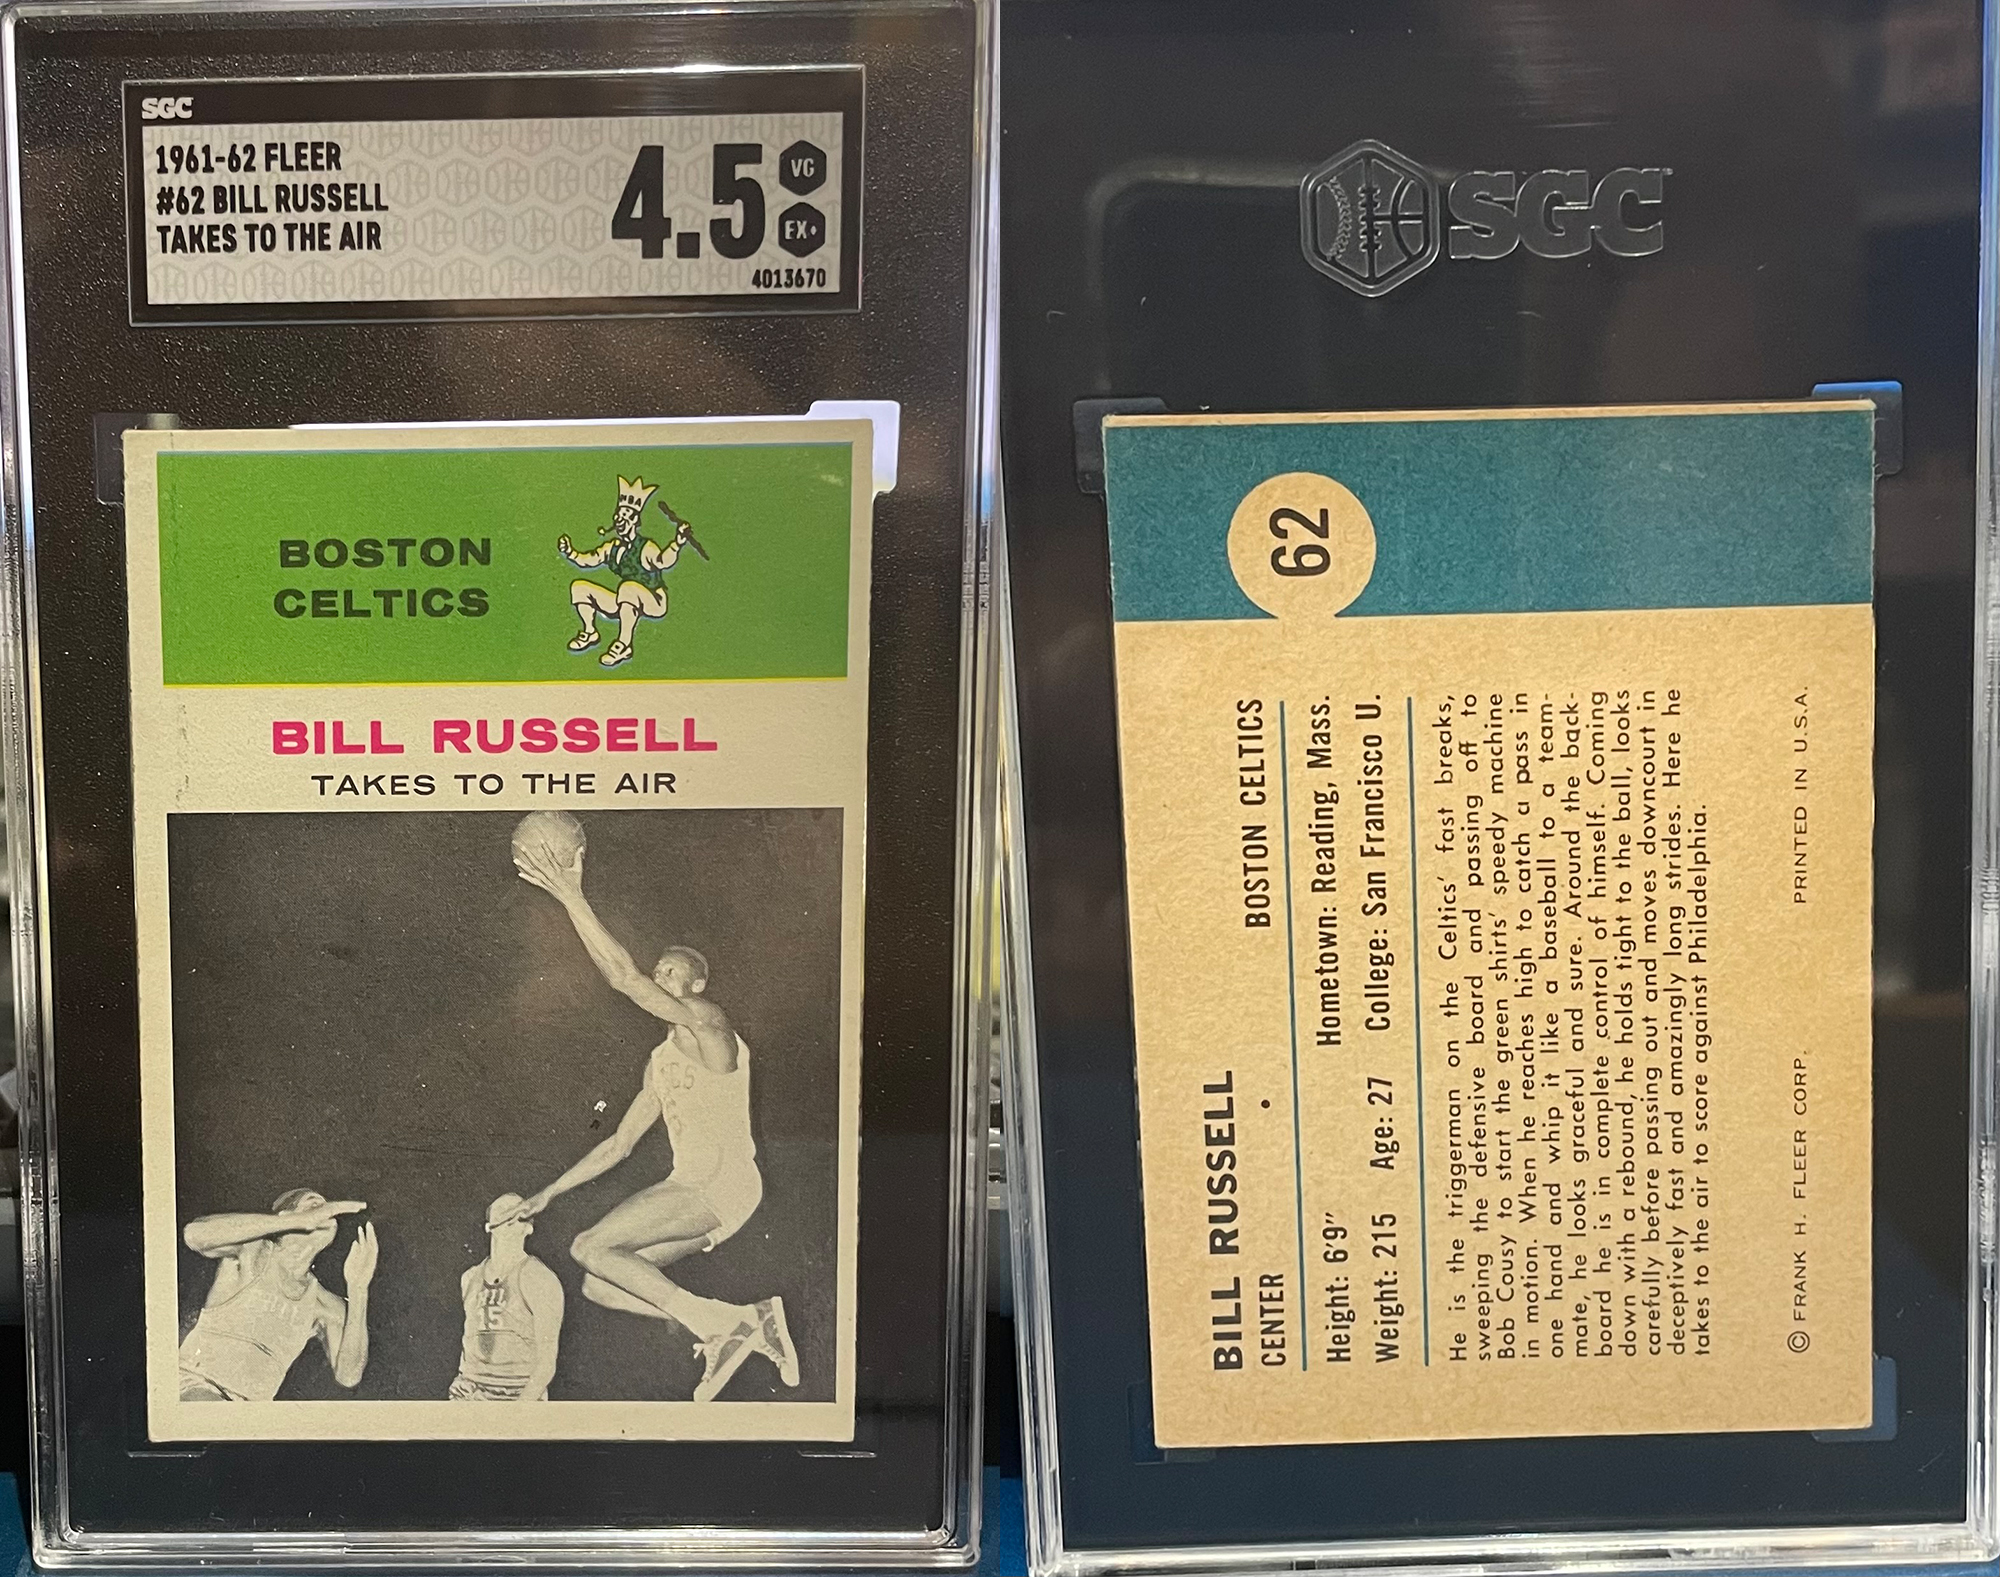 SGC
1961-62 FLEER
#62 BILL RUSSELL
TAKES TO THE AIR
4.5
VG
EX+
4013670
BOSTON
CELTICS
NBA
BILL RUSSELL
TAKES TO THE AIR
15
SGC
62
BILL RUSSELL
CENTER • BOSTON CELTICS
Height: 6'9" Hometown: Reading, Mass.
Weight: 215 Age: 27 College: San Francisco U.
He is the triggerman on the Celtics' fast breaks,
sweeping the defensive board and passing off to
Bob Cousy to start the green shirts' speedy machine
in motion. When he reaches high to catch a pass in
one hand and whip it like a baseball to a team-
mate, he looks graceful and sure. Around the back-
board he is in complete control of himself. Coming
down with a rebound, he holds tight to the ball, looks
carefully before passing out and moves downcourt in
deceptively fast and amazingly long strides. Here he
takes to the air to score against Philadelphia.
© FRANK H. FLEER CORP. PRINTED IN U.S.A.